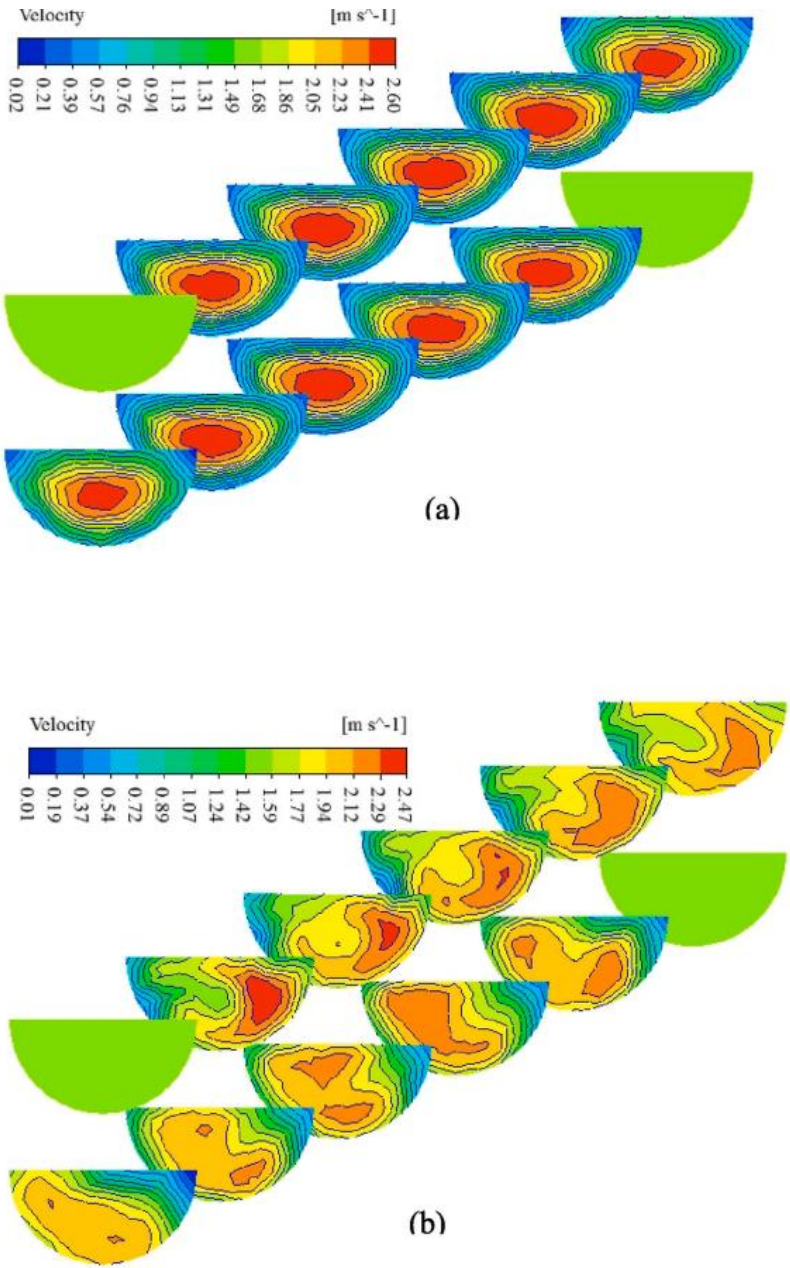 Velocity [m s^-1]
0.02 0.21 0.39 0.57 0.76 0.94 1.13 1.31 1.49 1.68 1.86 2.05 2.23 2.41 2.60
(a)
Velocity [m s^-1]
0.01 0.19 0.37 0.54 0.72 0.89 1.07 1.24 1.42 1.59 1.77 1.94 2.12 2.29 2.47
(b)